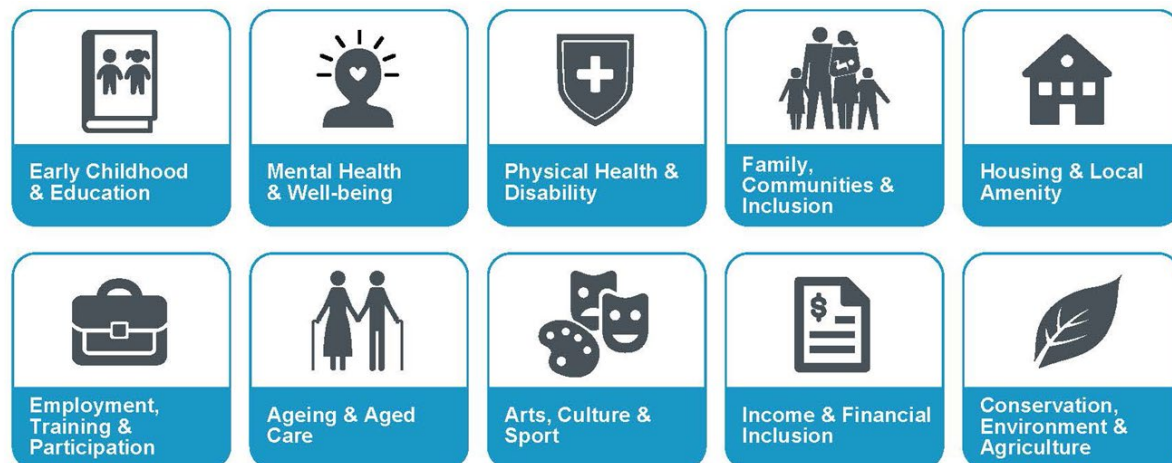 Early Childhood
& Education
Mental Health
& Well-being
Physical Health &
Disability
Family,
Communities &
Inclusion
Housing & Local
Amenity
Employment,
Training &
Participation
Ageing & Aged
Care
Arts, Culture &
Sport
$
Income & Financial
Inclusion
Conservation,
Environment &
Agriculture